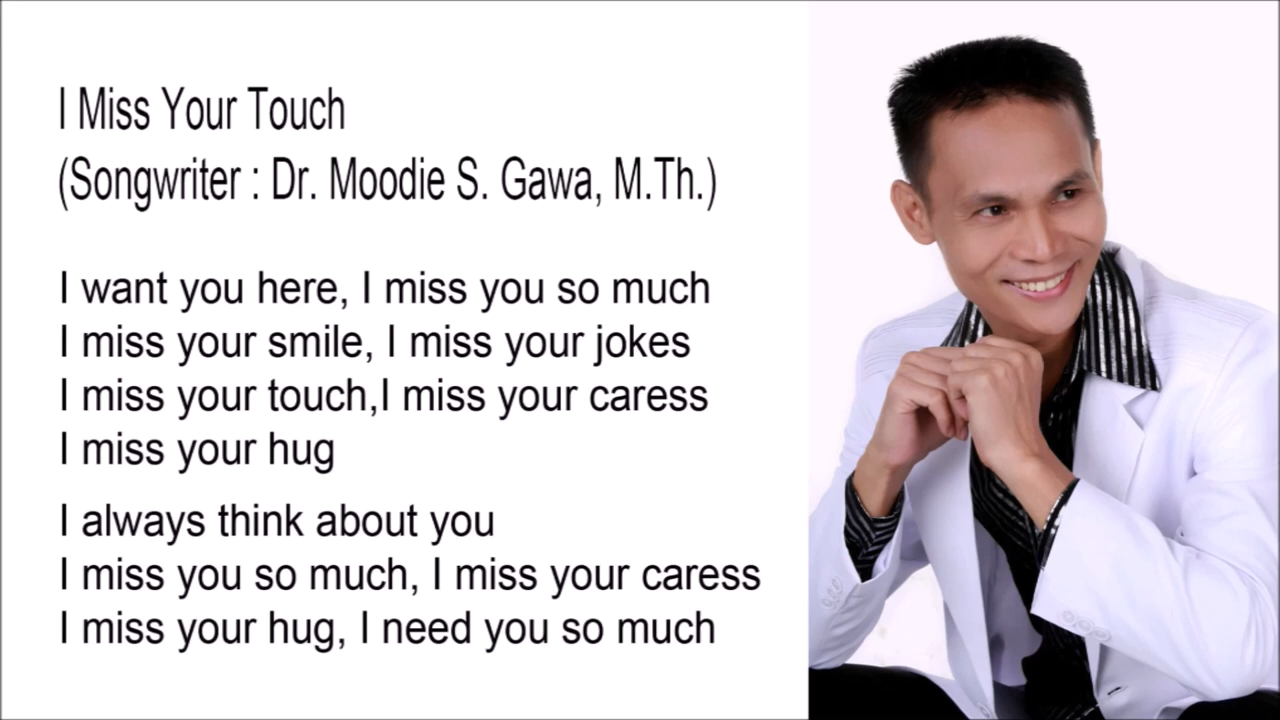 I Miss Your Touch
(Songwriter : Dr. Moodie S. Gawa, M.Th.)
I want you here, I miss you so much
I miss your smile, I miss your jokes
I miss your touch,I miss your caress
I miss your hug
I always think about you
I miss you so much, I miss your caress
I miss your hug, I need you so much